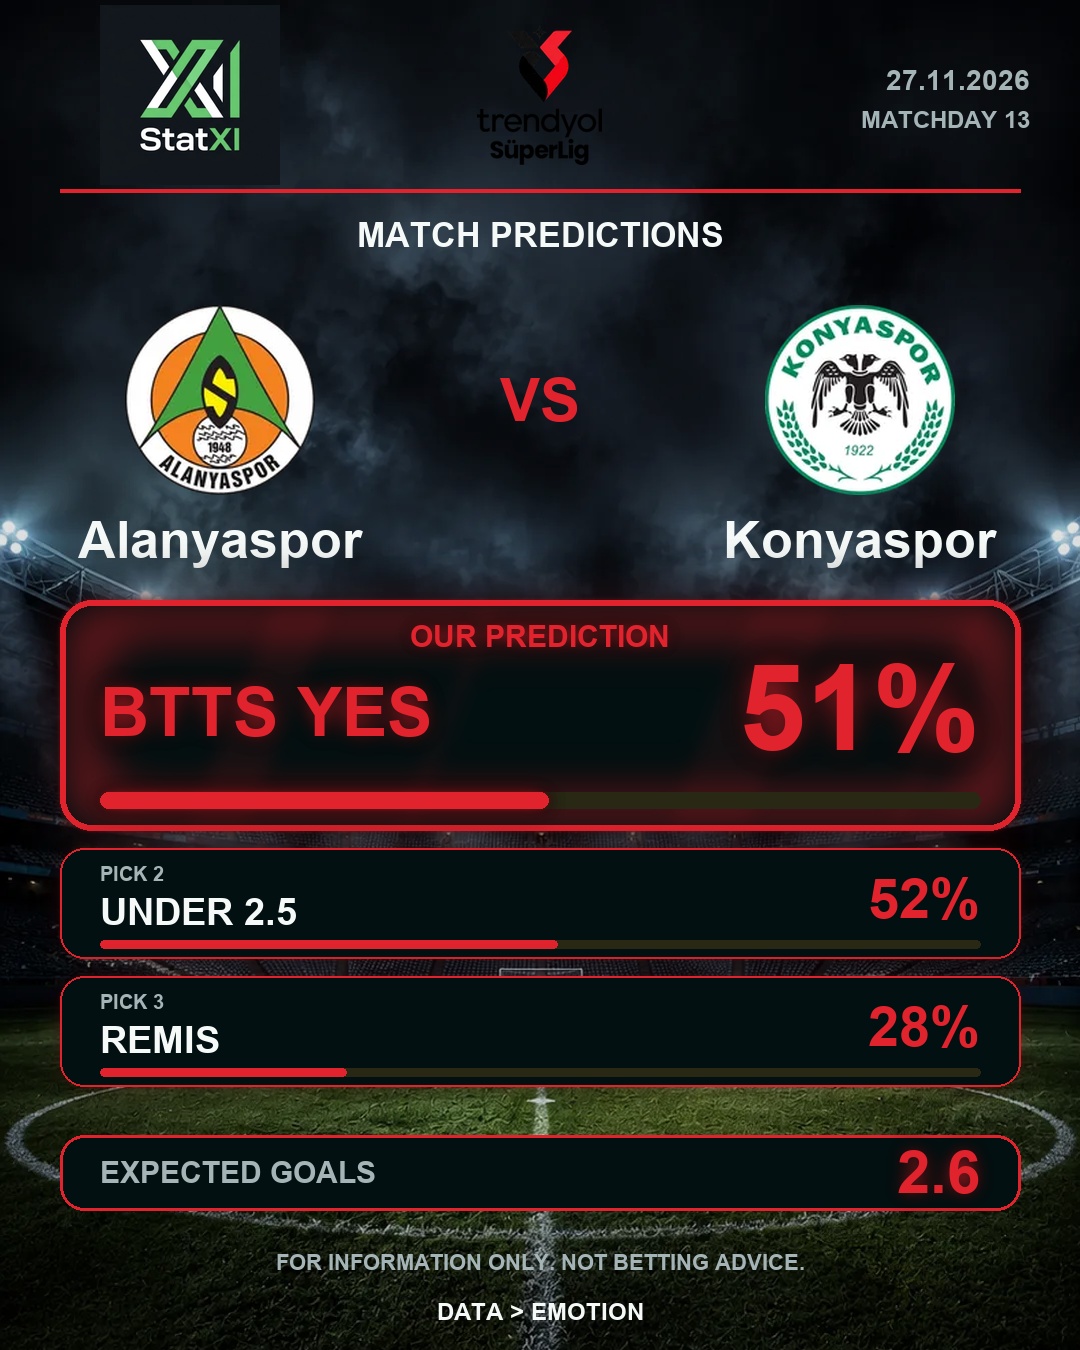 StatXI
trendyol
SüperLig
27.11.2026
MATCHDAY 13
MATCH PREDICTIONS
1948
ALANYASPOR
VS
KONYASPOR
1922
Alanyaspor
Konyaspor
OUR PREDICTION
BTTS YES
51%
PICK 2
UNDER 2.5
52%
PICK 3
REMIS
28%
EXPECTED GOALS
2.6
FOR INFORMATION ONLY. NOT BETTING ADVICE.
DATA > EMOTION